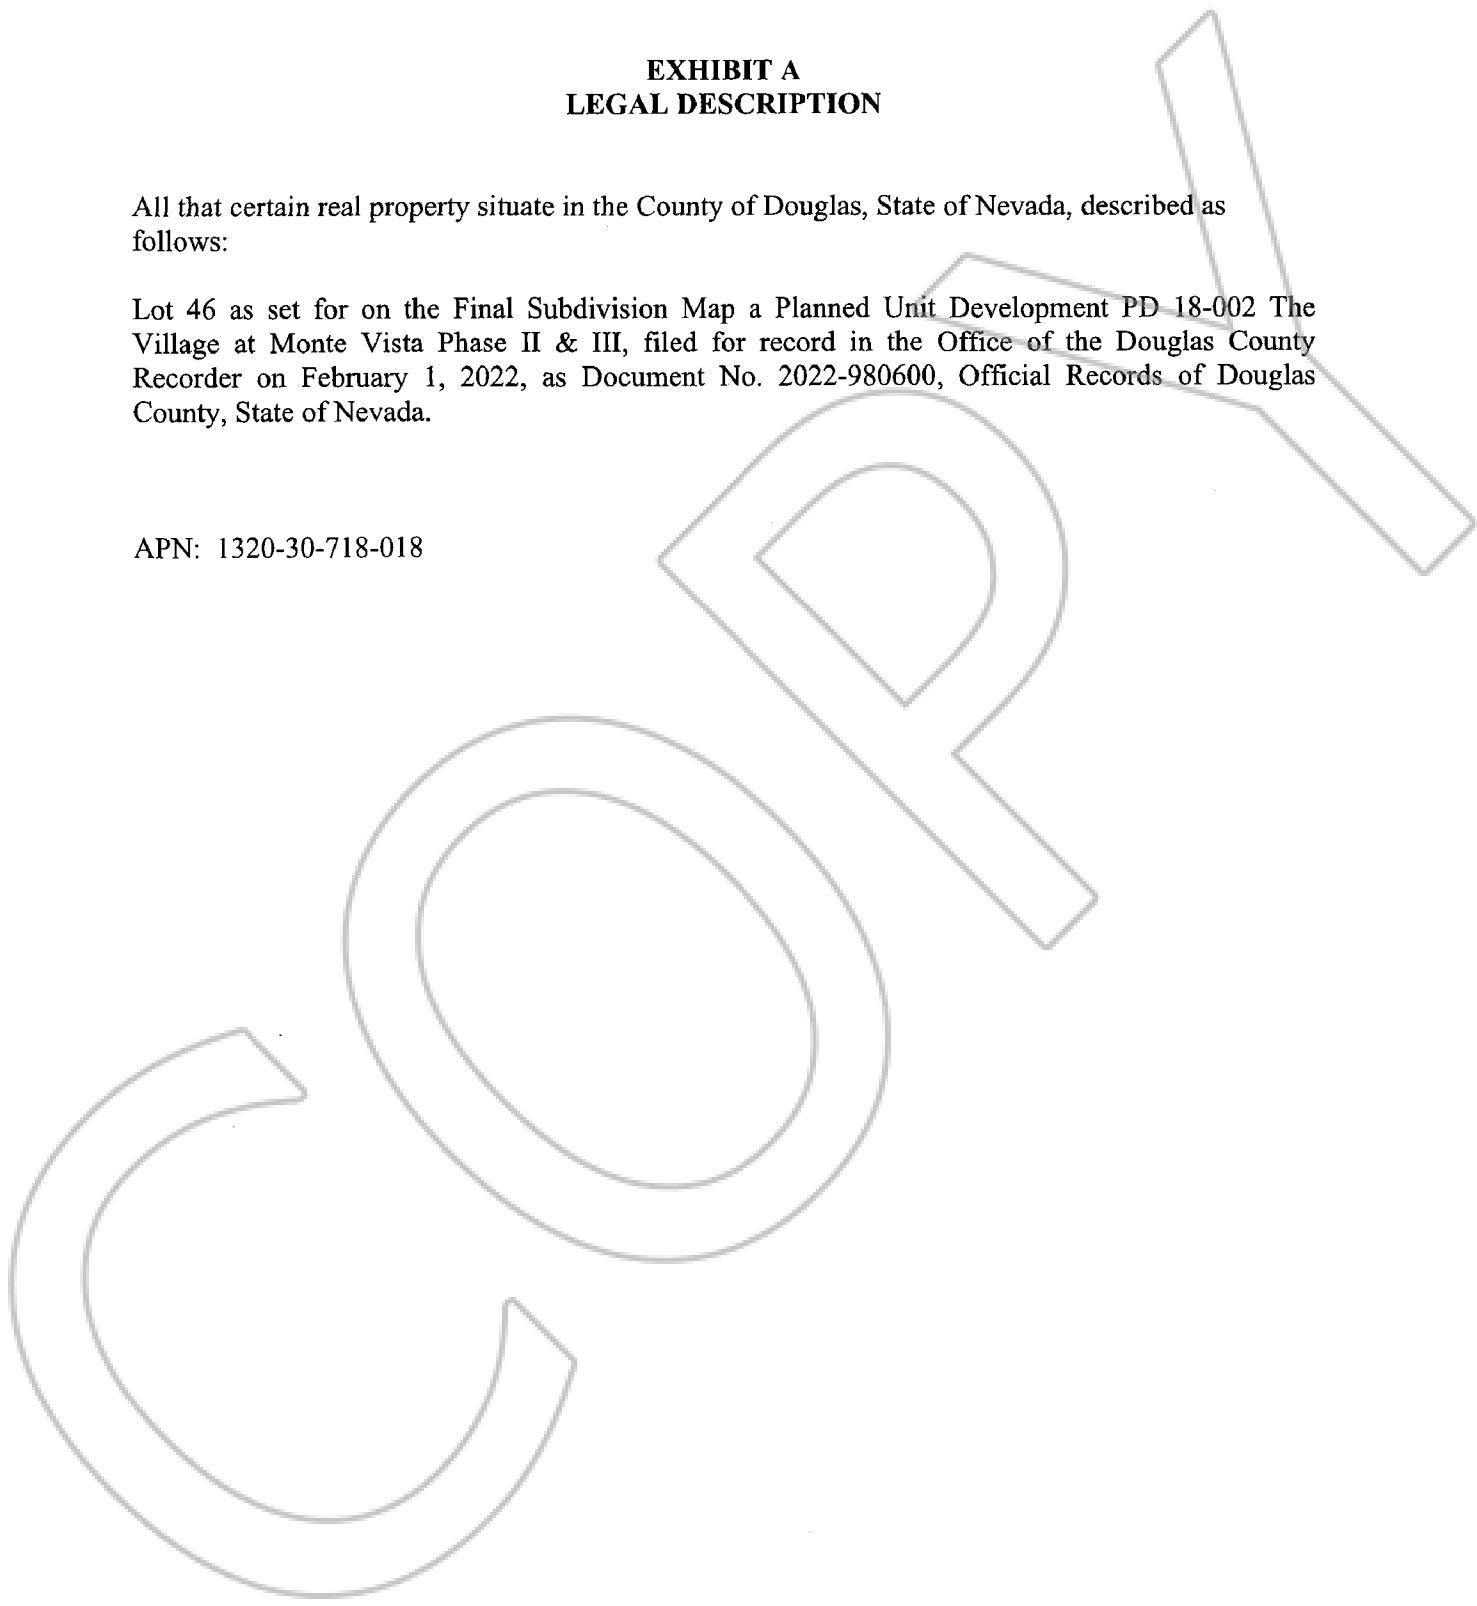 EXHIBIT A
LEGAL DESCRIPTION
All that certain real property situate in the County of Douglas, State of Nevada, described as
follows:
Lot 46 as set for on the Final Subdivision Map a Planned Unit Development PD 18-002 The
Village at Monte Vista Phase II & III, filed for record in the Office of the Douglas County
Recorder on February 1, 2022, as Document No. 2022-980600, Official Records of Douglas
County, State of Nevada.
APN: 1320-30-718-018
COPY